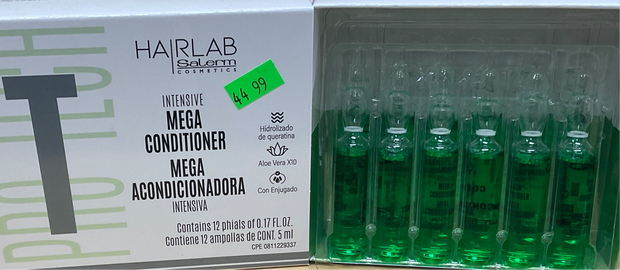 PRO TECH
T
HAIRLAB
Salerm
COSMETICS
44 99
INTENSIVE
MEGA
CONDITIONER
MEGA
ACONDICIONADORA
INTENSIVA
Hidrolizado
de queratina
Aloe Vera X10
Con Enjugado
Contains 12 phials of 0.17 FL.OZ.
Contiene 12 ampollas de CONT. 5 ml
CPE 0811229337